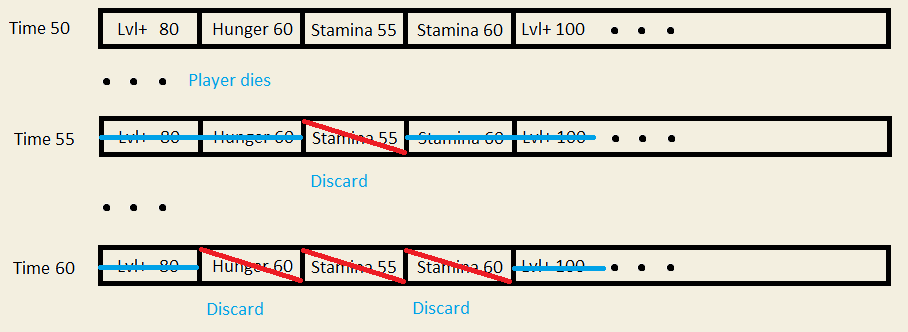 Time 50 Lvl+ 80 Hunger 60 Stamina 55 Stamina 60 Lvl+ 100 • • •
• • • Player dies
Time 55 Lvl+ 80 Hunger 60 Stamina 55 Stamina 60 Lvl+ 100 • • •
Discard
• • •
Time 60 Lvl+ 80 Hunger 60 Stamina 55 Stamina 60 Lvl+ 100 • • •
Discard Discard